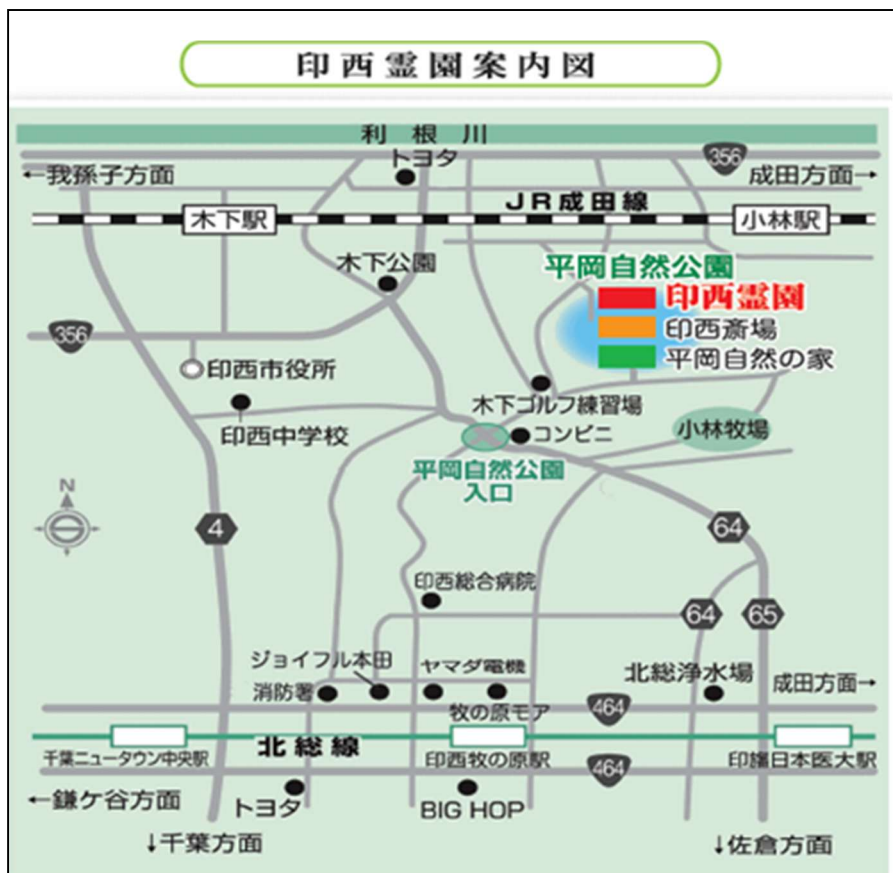 印西霊園案内図
利根川
トヨタ
356
←我孫子方面
成田方面→
JR成田線
木下駅
小林駅
木下公園
平岡自然公園
印西霊園
印西斎場
平岡自然の家
356
印西市役所
木下ゴルフ練習場
印西中学校
コンビニ
小林牧場
平岡自然公園
入口
N
4
64
印西総合病院
64
65
ジョイフル本田
ヤマダ電機
北総浄水場
消防署
成田方面→
牧の原モア
464
北総線
千葉ニュータウン中央駅
印西牧の原駅
印旛日本医大駅
464
←鎌ケ谷方面
トヨタ
BIG HOP
↓千葉方面
↓佐倉方面